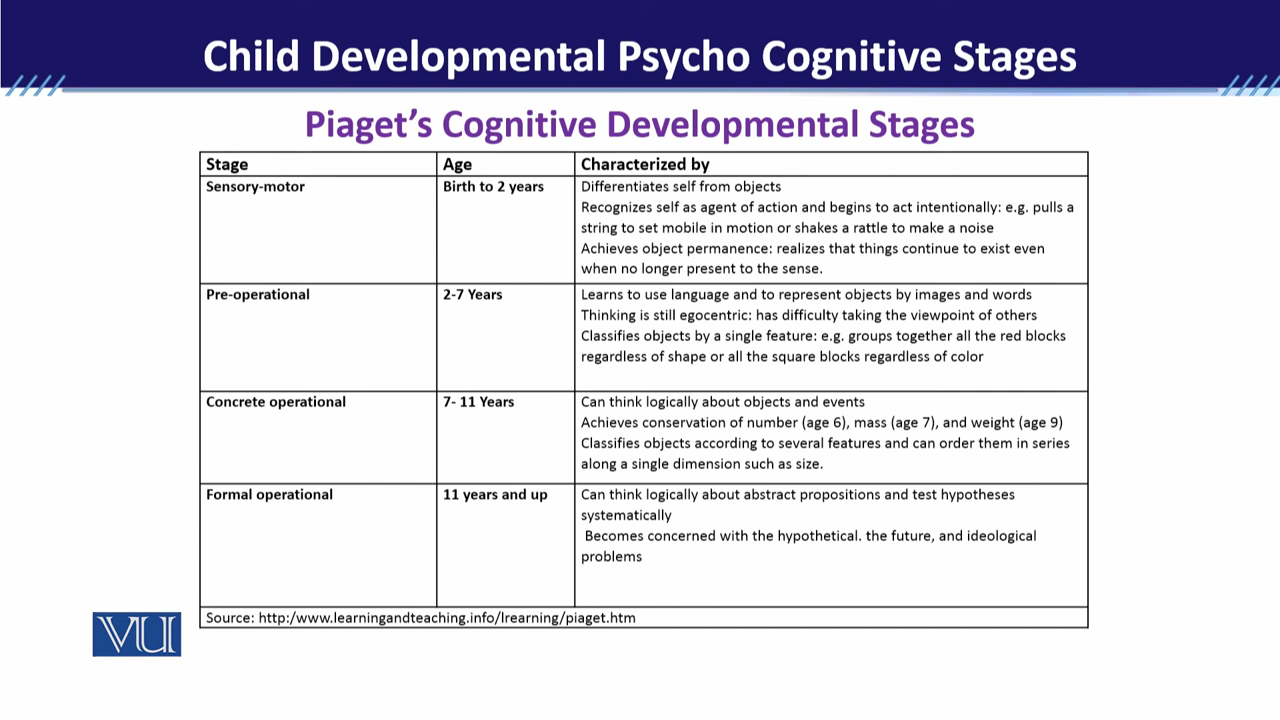 Child Developmental Psycho Cognitive Stages
Piaget's Cognitive Developmental Stages
Stage Age Characterized by
Sensory-motor Birth to 2 years Differentiates self from objects
Recognizes self as agent of action and begins to act intentionally: e.g. pulls a
string to set mobile in motion or shakes a rattle to make a noise
Achieves object permanence: realizes that things continue to exist even
when no longer present to the sense.
Pre-operational 2-7 Years Learns to use language and to represent objects by images and words
Thinking is still egocentric: has difficulty taking the viewpoint of others
Classifies objects by a single feature: e.g. groups together all the red blocks
regardless of shape or all the square blocks regardless of color
Concrete operational 7- 11 Years Can think logically about objects and events
Achieves conservation of number (age 6), mass (age 7), and weight (age 9)
Classifies objects according to several features and can order them in series
along a single dimension such as size.
Formal operational 11 years and up Can think logically about abstract propositions and test hypotheses
systematically
Becomes concerned with the hypothetical. the future, and ideological
problems
Source: http:/www.learningandteaching.info/lrearning/piaget.htm
VU